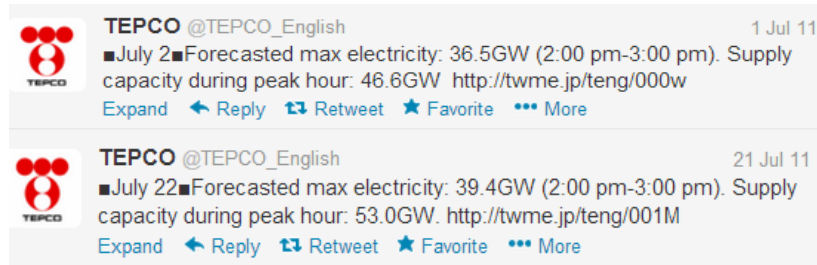 TEPCO @TEPCO_English 1 Jul 11
■July 2■Forecasted max electricity: 36.5GW (2:00 pm-3:00 pm). Supply
capacity during peak hour: 46.6GW http://twme.jp/teng/000w
Expand Reply Retweet Favorite More
TEPCO
TEPCO @TEPCO_English 21 Jul 11
■July 22■Forecasted max electricity: 39.4GW (2:00 pm-3:00 pm). Supply
capacity during peak hour: 53.0GW. http://twme.jp/teng/001M
Expand Reply Retweet Favorite More
TEPCO